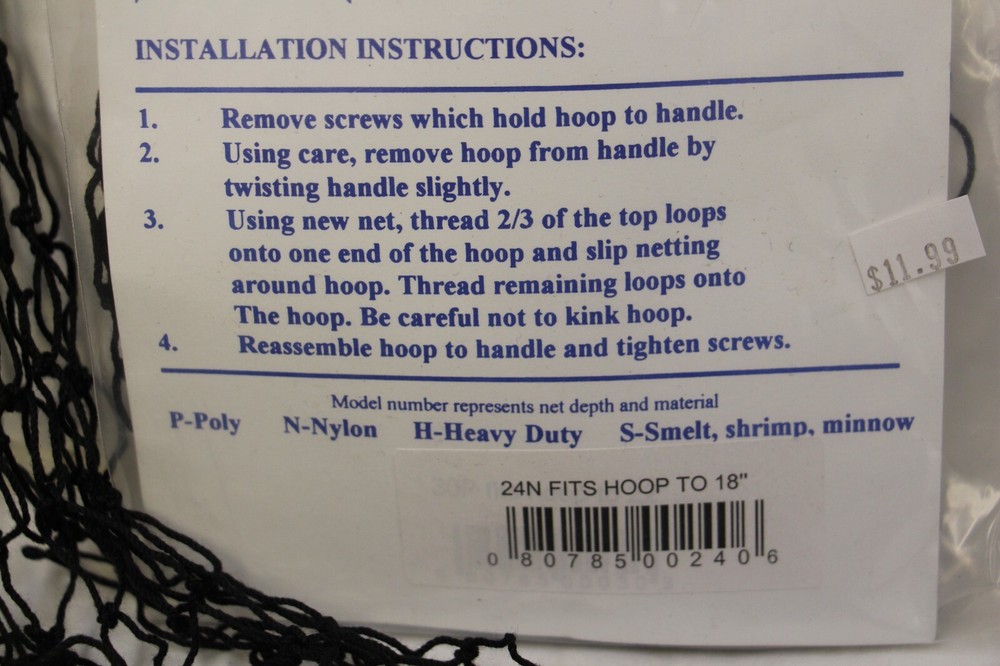 INSTALLATION INSTRUCTIONS:
1. Remove screws which hold hoop to handle.
2. Using care, remove hoop from handle by
twisting handle slightly.
3. Using new net, thread 2/3 of the top loops
onto one end of the hoop and slip netting
around hoop. Thread remaining loops onto
The hoop. Be careful not to kink hoop.
4. Reassemble hoop to handle and tighten screws.
$11.99
Model number represents net depth and material
P-Poly N-Nylon H-Heavy Duty S-Smelt, shrimp, minnow
24N FITS HOOP TO 18"
0 80785 00240 6